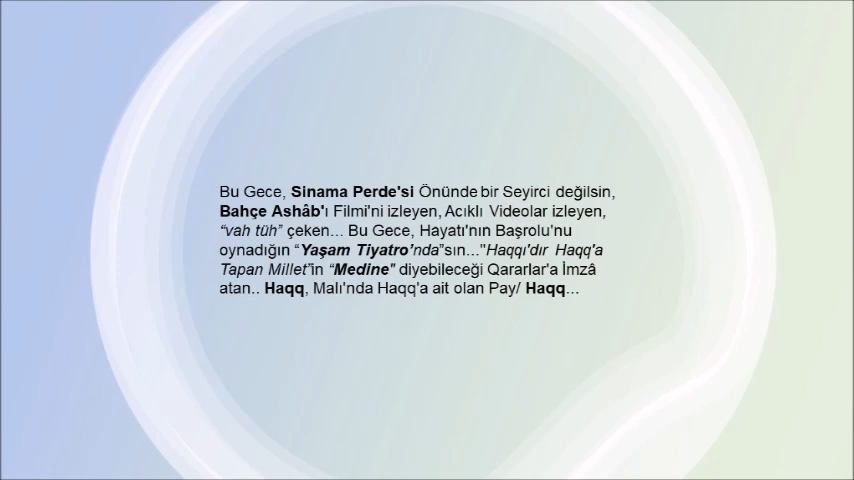 Bu Gece, Sinama Perde'si Önünde bir Seyirci değilsin,
Bahçe Ashâb'ı Filmi'ni izleyen, Acıklı Videolar izleyen,
“vah tüh” çeken... Bu Gece, Hayatı'nın Başrolu'nu
oynadığın “Yaşam Tiyatro’nda”sın..."Haqqı'dır Haqq'a
Tapan Millet”in “Medine" diyebileceği Qararlar'a İmzâ
atan.. Haqq, Malı'nda Haqq'a ait olan Pay/ Haqq...